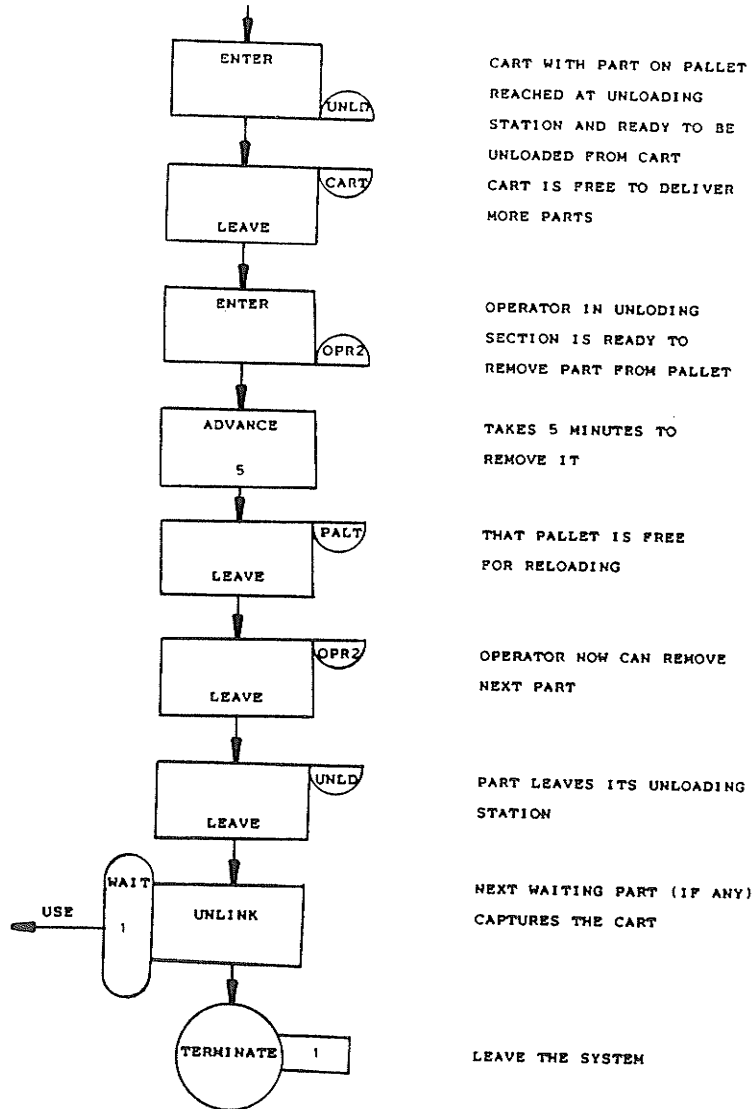 ENTER
UNLD
CART WITH PART ON PALLET
REACHED AT UNLOADING
STATION AND READY TO BE
UNLOADED FROM CART
CART
LEAVE
CART IS FREE TO DELIVER
MORE PARTS
ENTER
OPR2
OPERATOR IN UNLODING
SECTION IS READY TO
REMOVE PART FROM PALLET
ADVANCE
5
TAKES 5 MINUTES TO
REMOVE IT
PALT
LEAVE
THAT PALLET IS FREE
FOR RELOADING
OPR2
LEAVE
OPERATOR NOW CAN REMOVE
NEXT PART
UNLD
LEAVE
PART LEAVES ITS UNLOADING
STATION
WAIT
USE
1
UNLINK
NEXT WAITING PART (IF ANY)
CAPTURES THE CART
TERMINATE
1
LEAVE THE SYSTEM